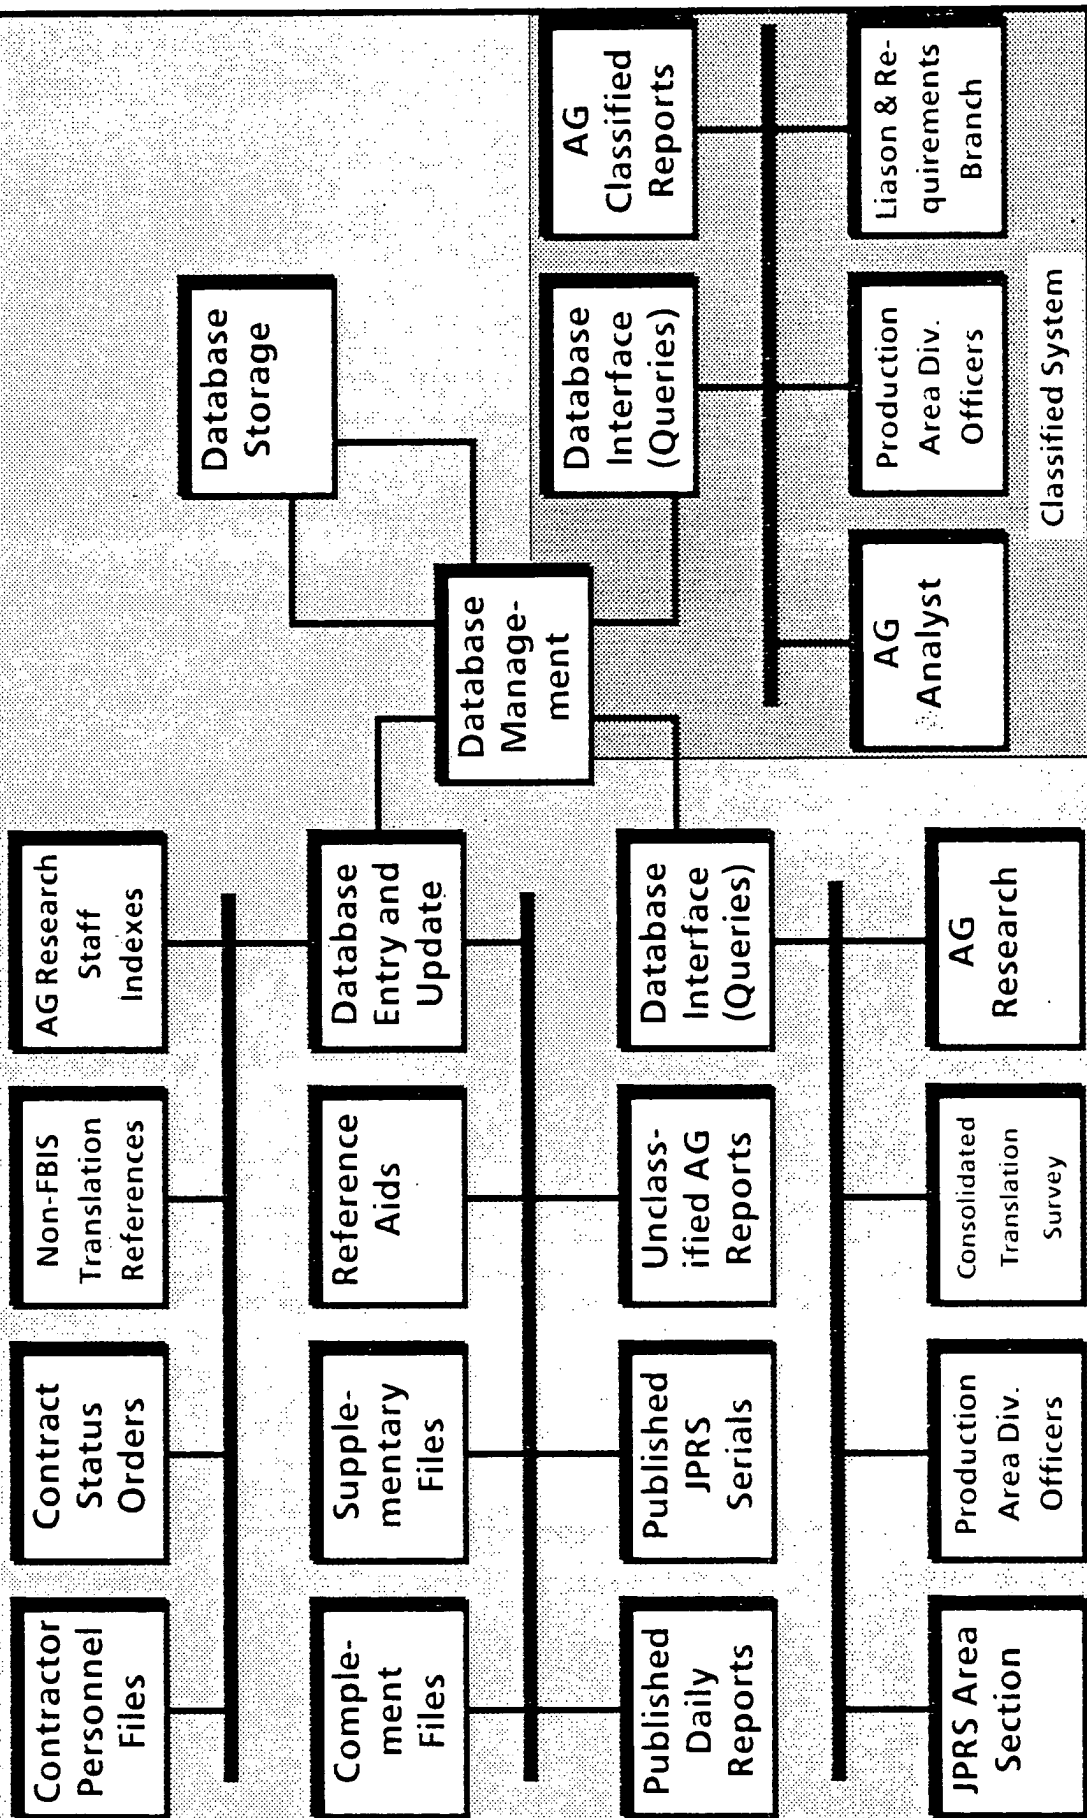 Contractor
Personnel
Files
Contract
Status
Orders
Non-FBIS
Translation
References
AG Research
Staff
Indexes
Comple-
ment
Files
Supple-
mentary
Files
Reference
Aids
Database
Entry and
Update
Database
Manage-
ment
Database
Storage
Published
Daily
Reports
Published
JPRS
Serials
Unclass-
ified AG
Reports
Database
Interface
(Queries)
Database
Interface
(Queries)
AG
Classified
Reports
JPRS Area
Section
Production
Area Div.
Officers
Consolidated
Translation
Survey
AG
Research
AG
Analyst
Production
Area Div.
Officers
Liason & Re-
quirements
Branch
Classified System